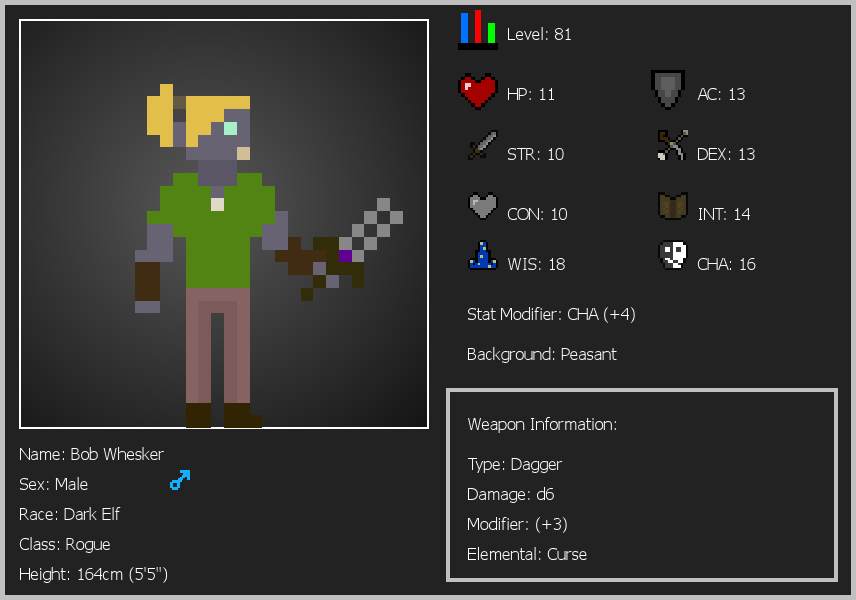 Level: 81
HP: 11
AC: 13
STR: 10
DEX: 13
CON: 10
INT: 14
WIS: 18
CHA: 16
Stat Modifier: CHA (+4)
Background: Peasant
Weapon Information:
Type: Dagger
Damage: d6
Modifier: (+3)
Elemental: Curse
Name: Bob Whesker
Sex: Male
Race: Dark Elf
Class: Rogue
Height: 164cm (5'5")